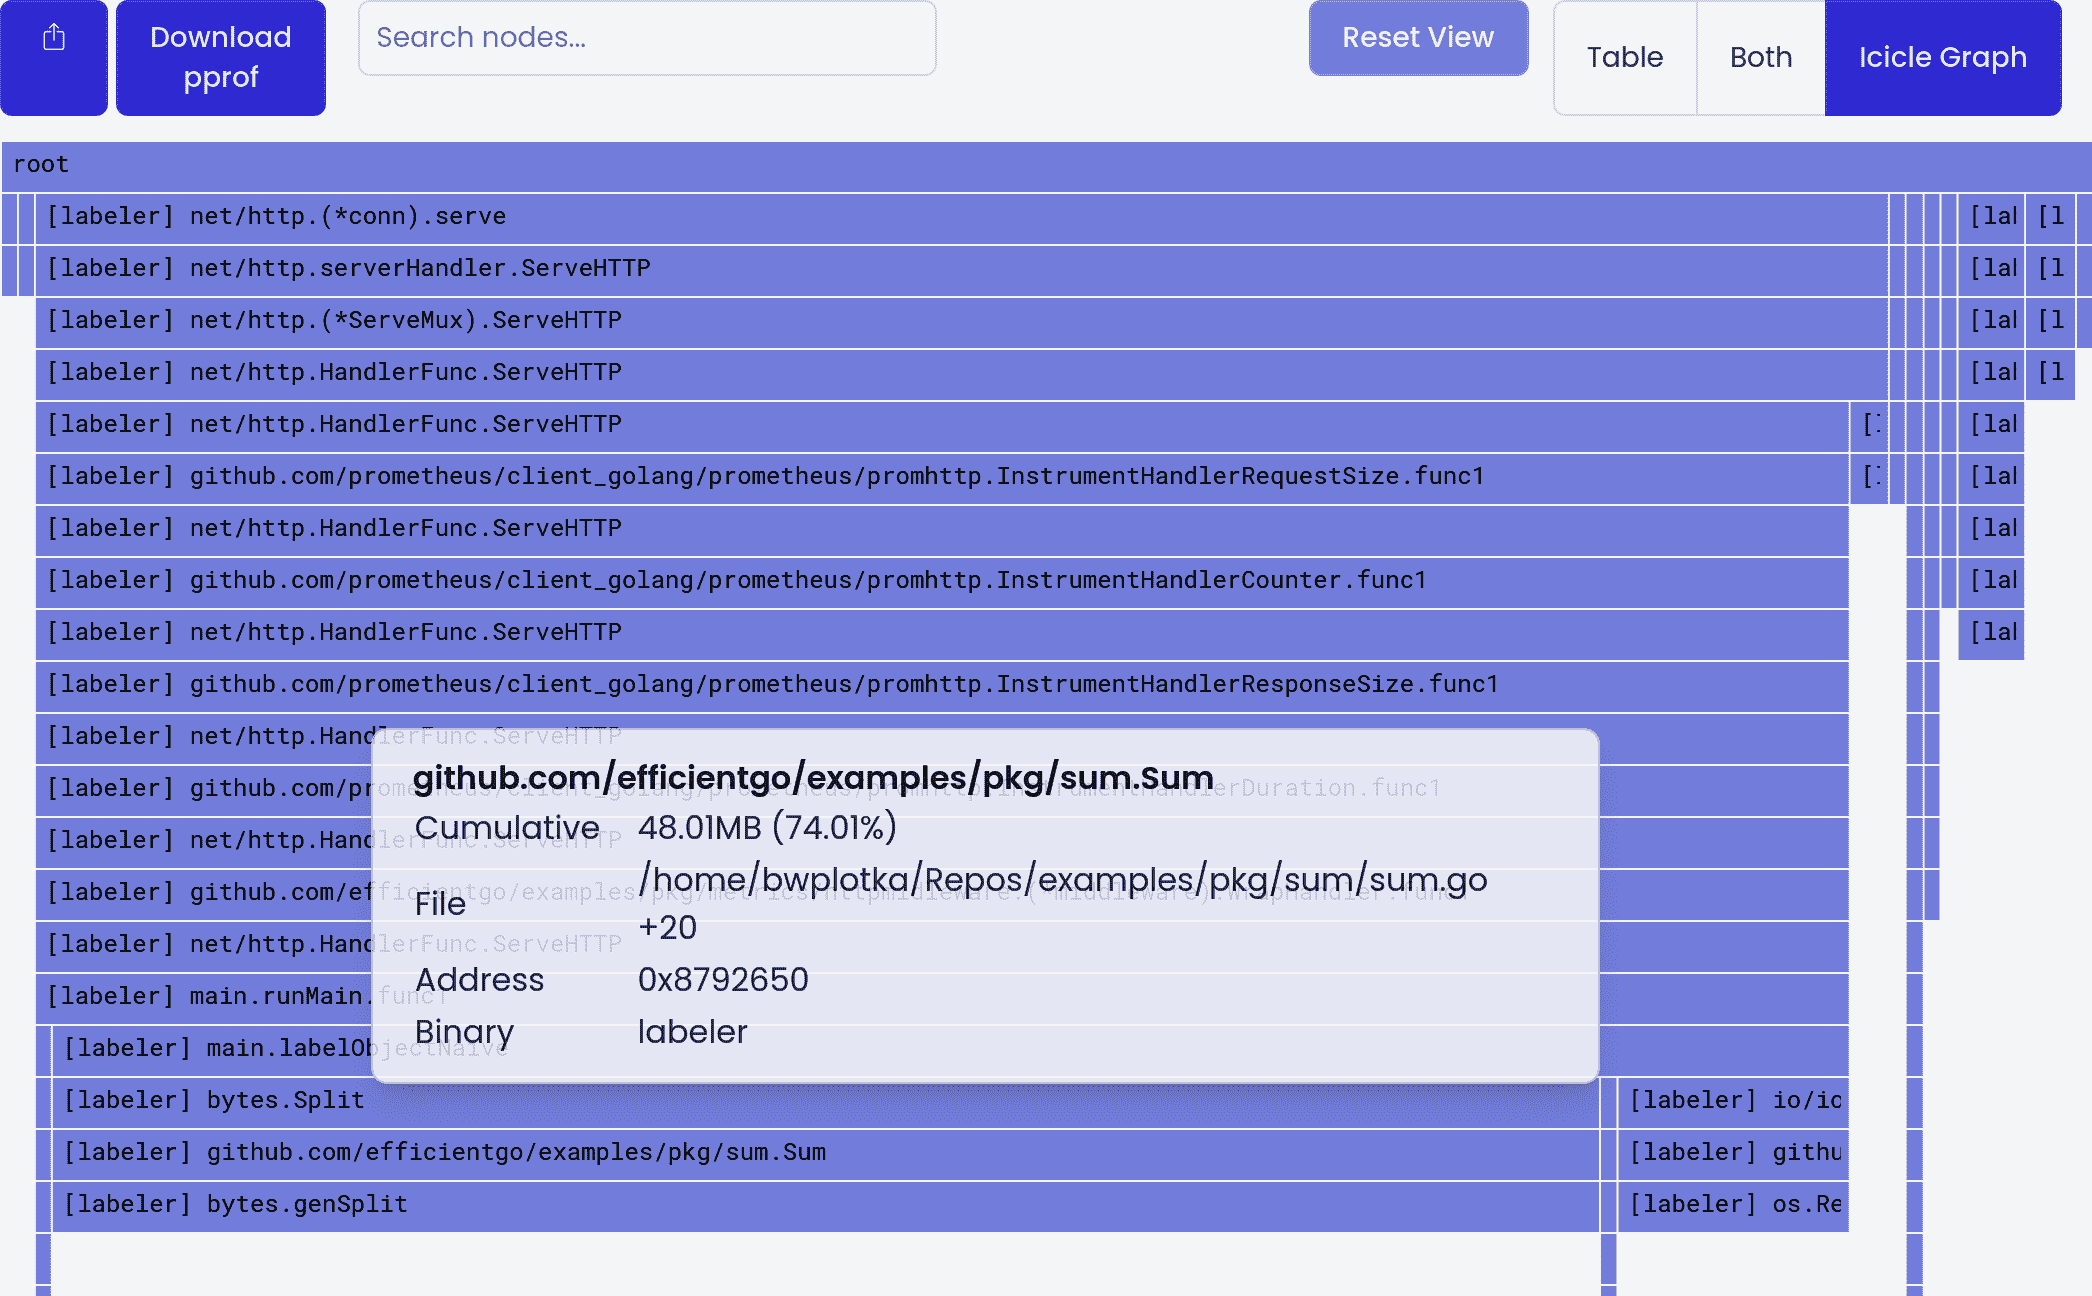 Download
pprof
Search nodes...
Reset View
Table
Both
Icicle Graph
root
[labeler] net/http.(*conn).serve
[lal
[l
[labeler] net/http.serverHandler.ServeHTTP
[lal
[l
[labeler] net/http.(*ServeMux).ServeHTTP
[lal
[l
[labeler] net/http.HandlerFunc.ServeHTTP
[lal
[l
[labeler] net/http.HandlerFunc.ServeHTTP
[lal
[labeler] github.com/prometheus/client_golang/prometheus/promhttp.InstrumentHandlerRequestSize.func1
[lal
[labeler] net/http.HandlerFunc.ServeHTTP
[lal
[labeler] github.com/prometheus/client_golang/prometheus/promhttp.InstrumentHandlerCounter.func1
[lal
[labeler] net/http.HandlerFunc.ServeHTTP
[lal
[labeler] github.com/prometheus/client_golang/prometheus/promhttp.InstrumentHandlerResponseSize.func1
[labeler] net/http.HandlerFunc.ServeHTTP
github.com/efficientgo/examples/pkg/sum.Sum
[labeler] github.com/prometheus/client_golang/prometheus/promhttp.InstrumentHandlerDuration.func1
Cumulative 48.01MB (74.01%)
[labeler] net/http.HandlerFunc.ServeHTTP
File /home/bwplotka/Repos/examples/pkg/sum/sum.go
+20
[labeler] github.com/efficientgo/examples/pkg/metrics/httpmidleware.(*middleware).WrapHandler.func1
[labeler] net/http.HandlerFunc.ServeHTTP
Address 0x8792650
[labeler] main.runMain.func1
Binary labeler
[labeler] main.labelObjectNaive
[labeler] bytes.Split
[labeler] io/io
[labeler] github.com/efficientgo/examples/pkg/sum.Sum
[labeler] githu
[labeler] bytes.genSplit
[labeler] os.Re